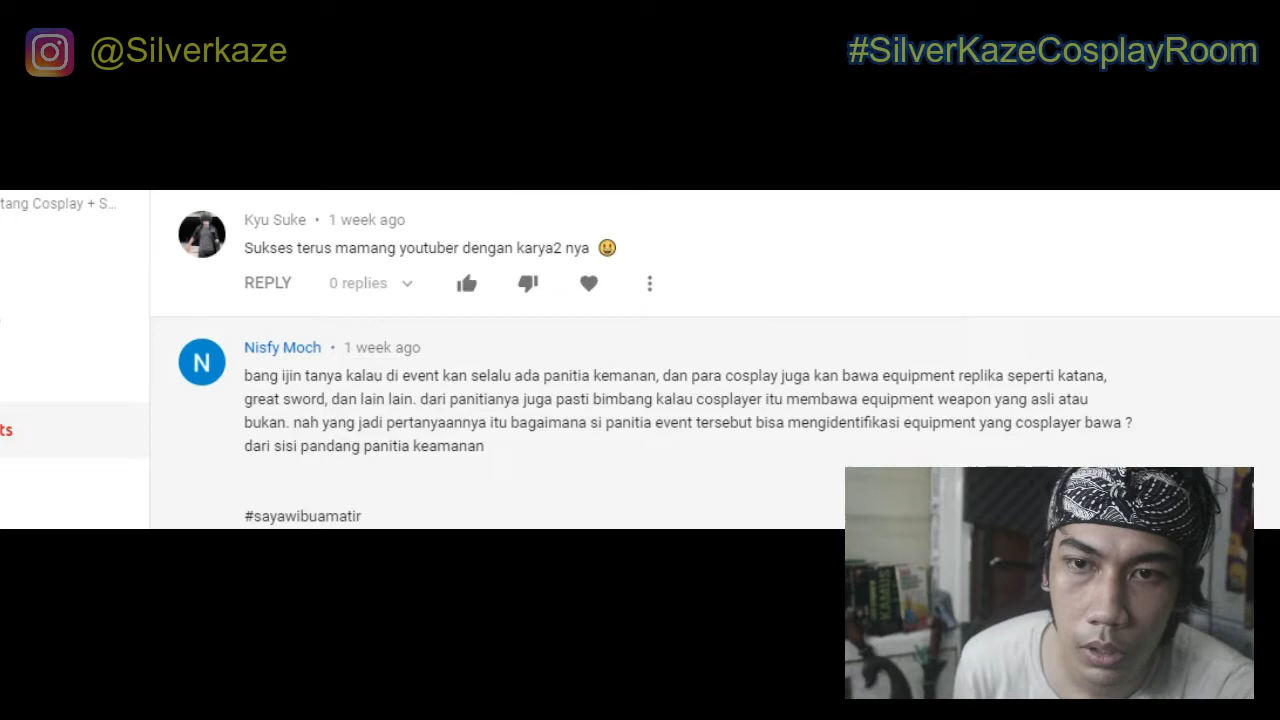 @Silverkaze
#SilverKazeCosplayRoom
tang Cosplay + S...
Kyu Suke • 1 week ago
Sukses terus mamang youtuber dengan karya2 nya
REPLY 0 replies
Nisfy Moch • 1 week ago
bang ijin tanya kalau di event kan selalu ada panitia kemanan, dan para cosplay juga kan bawa equipment replika seperti katana,
great sword, dan lain lain. dari panitianya juga pasti bimbang kalau cosplayer itu membawa equipment weapon yang asli atau
bukan. nah yang jadi pertanyaannya itu bagaimana si panitia event tersebut bisa mengidentifikasi equipment yang cosplayer bawa ?
dari sisi pandang panitia keamanan
ts
N
#sayawibuamatir
KAMUS